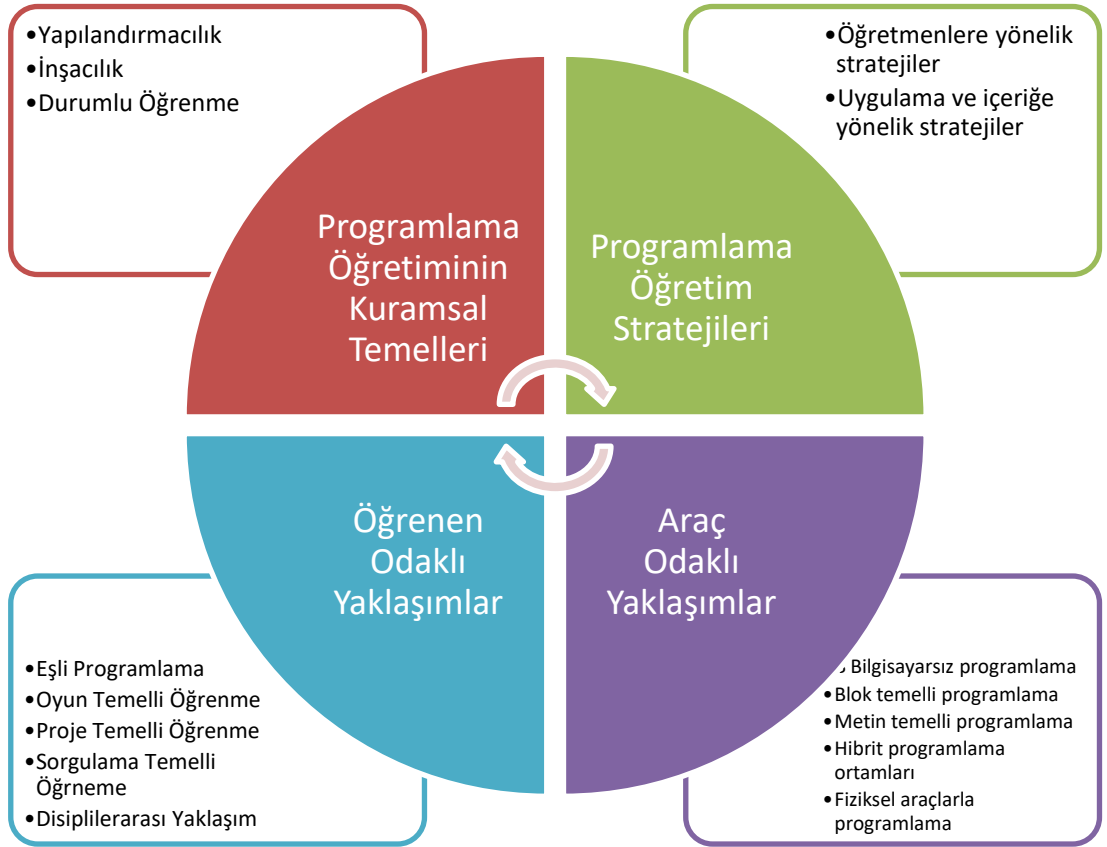 •Yapılandırmacılık
•İnşacılık
•Durumlu Öğrenme
•Öğretmenlere yönelik
stratejiler
•Uygulama ve içeriğe
yönelik stratejiler
Programlama
Öğretiminin
Kuramsal
Temelleri
Programlama
Öğretim
Stratejileri
Öğrenen
Odaklı
Yaklaşımlar
Araç
Odaklı
Yaklaşımlar
•Eşli Programlama
•Oyun Temelli Öğrenme
•Proje Temelli Öğrenme
•Sorgulama Temelli
Öğrneme
•Disiplilerarası Yaklaşım
Bilgisayarsız programlama
•Blok temelli programlama
•Metin temelli programlama
•Hibrit programlama
ortamları
•Fiziksel araçlarla
programlama